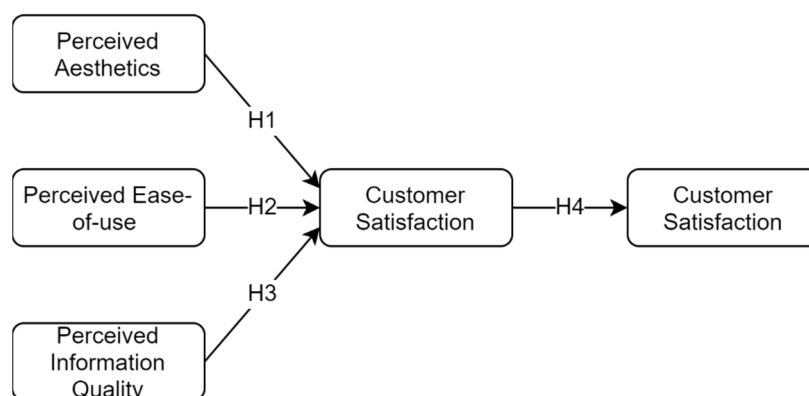 Perceived
Aesthetics
H1
Perceived Ease-
of-use
H2
Customer
Satisfaction
H4
Customer
Satisfaction
H3
Perceived
Information
Quality